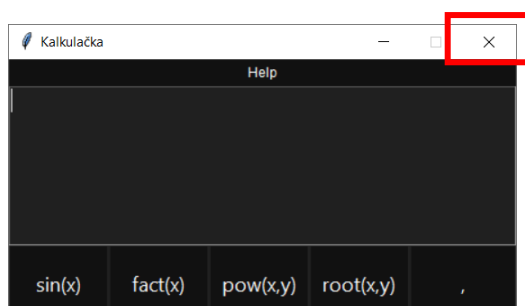 Kalkulačka
Help
sin(x) fact(x) pow(x,y) root(x,y) ,